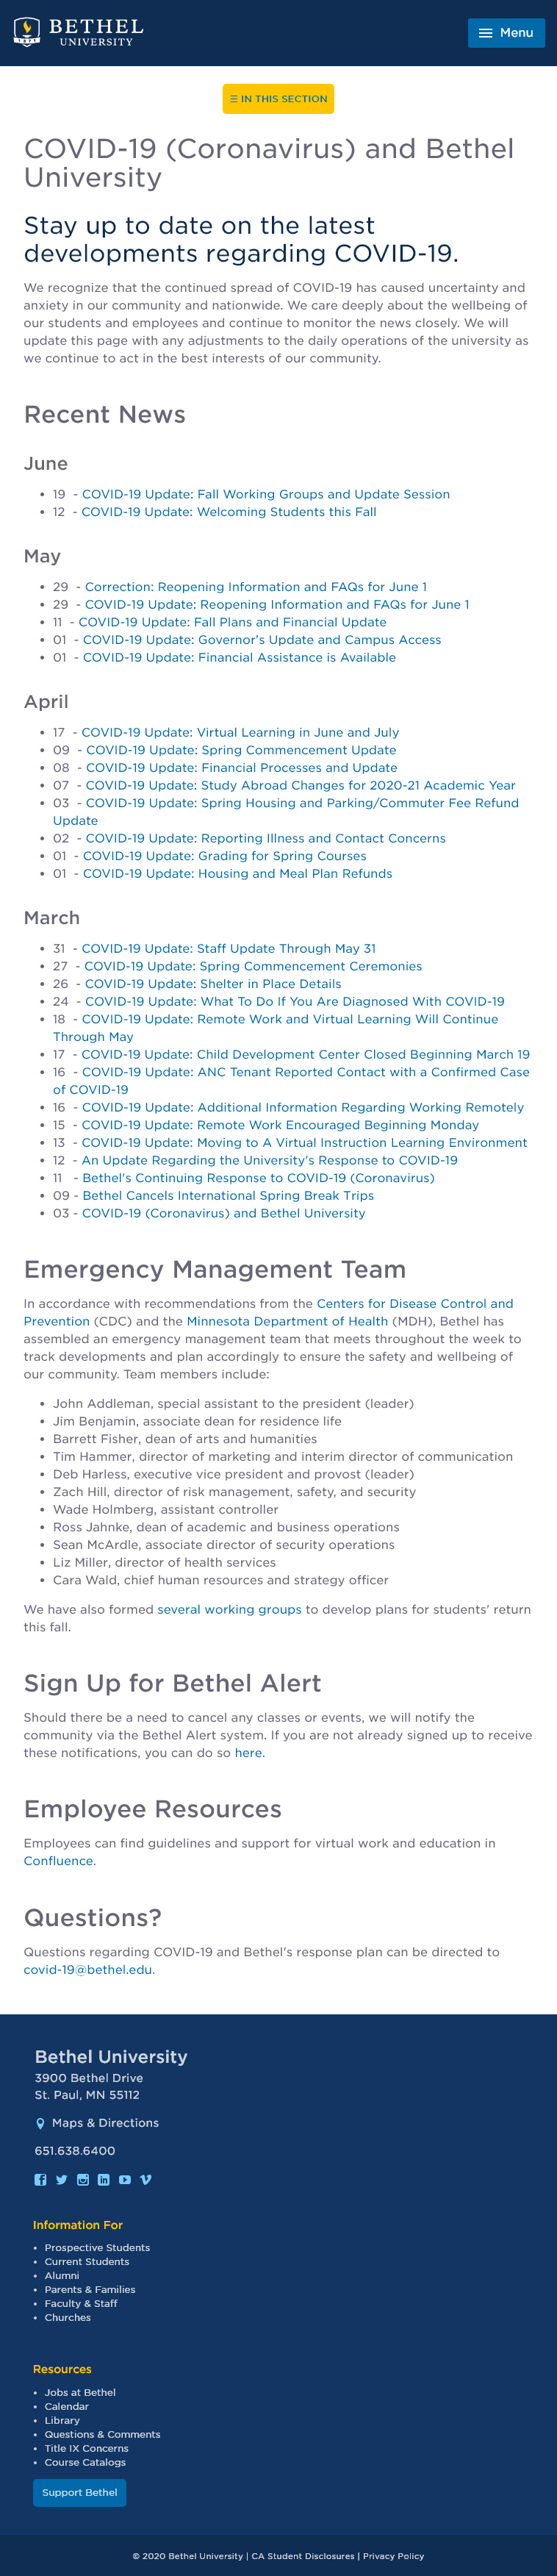 BETHEL
UNIVERSITY
Menu
☰ IN THIS SECTION
COVID-19 (Coronavirus) and Bethel
University
Stay up to date on the latest
developments regarding COVID-19.
We recognize that the continued spread of COVID-19 has caused uncertainty and
anxiety in our community and nationwide. We care deeply about the wellbeing of
our students and employees and continue to monitor the news closely. We will
update this page with any adjustments to the daily operations of the university as
we continue to act in the best interests of our community.
Recent News
June
• 19 - COVID-19 Update: Fall Working Groups and Update Session
• 12 - COVID-19 Update: Welcoming Students this Fall
May
• 29 - Correction: Reopening Information and FAQs for June 1
• 29 - COVID-19 Update: Reopening Information and FAQs for June 1
• 11 - COVID-19 Update: Fall Plans and Financial Update
• 01 - COVID-19 Update: Governor's Update and Campus Access
• 01 - COVID-19 Update: Financial Assistance is Available
April
• 17 - COVID-19 Update: Virtual Learning in June and July
• 09 - COVID-19 Update: Spring Commencement Update
• 08 - COVID-19 Update: Financial Processes and Update
• 07 - COVID-19 Update: Study Abroad Changes for 2020-21 Academic Year
• 03 - COVID-19 Update: Spring Housing and Parking/Commuter Fee Refund
Update
• 02 - COVID-19 Update: Reporting Illness and Contact Concerns
• 01 - COVID-19 Update: Grading for Spring Courses
• 01 - COVID-19 Update: Housing and Meal Plan Refunds
March
• 31 - COVID-19 Update: Staff Update Through May 31
• 27 - COVID-19 Update: Spring Commencement Ceremonies
• 26 - COVID-19 Update: Shelter in Place Details
• 24 - COVID-19 Update: What To Do If You Are Diagnosed With COVID-19
• 18 - COVID-19 Update: Remote Work and Virtual Learning Will Continue
Through May
• 17 - COVID-19 Update: Child Development Center Closed Beginning March 19
• 16 - COVID-19 Update: ANC Tenant Reported Contact with a Confirmed Case
of COVID-19
• 16 - COVID-19 Update: Additional Information Regarding Working Remotely
• 15 - COVID-19 Update: Remote Work Encouraged Beginning Monday
• 13 - COVID-19 Update: Moving to A Virtual Instruction Learning Environment
• 12 - An Update Regarding the University's Response to COVID-19
• 11 - Bethel's Continuing Response to COVID-19 (Coronavirus)
• 09 - Bethel Cancels International Spring Break Trips
• 03 - COVID-19 (Coronavirus) and Bethel University
Emergency Management Team
In accordance with recommendations from the Centers for Disease Control and
Prevention (CDC) and the Minnesota Department of Health (MDH), Bethel has
assembled an emergency management team that meets throughout the week to
track developments and plan accordingly to ensure the safety and wellbeing of
our community. Team members include:
• John Addleman, special assistant to the president (leader)
• Jim Benjamin, associate dean for residence life
• Barrett Fisher, dean of arts and humanities
• Tim Hammer, director of marketing and interim director of communication
• Deb Harless, executive vice president and provost (leader)
• Zach Hill, director of risk management, safety, and security
• Wade Holmberg, assistant controller
• Ross Jahnke, dean of academic and business operations
• Sean McArdle, associate director of security operations
• Liz Miller, director of health services
• Cara Wald, chief human resources and strategy officer
We have also formed several working groups to develop plans for students' return
this fall.
Sign Up for Bethel Alert
Should there be a need to cancel any classes or events, we will notify the
community via the Bethel Alert system. If you are not already signed up to receive
these notifications, you can do so here.
Employee Resources
Employees can find guidelines and support for virtual work and education in
Confluence.
Questions?
Questions regarding COVID-19 and Bethel's response plan can be directed to
covid-19@bethel.edu.
Bethel University
3900 Bethel Drive
St. Paul, MN 55112
Maps & Directions
651.638.6400
Information For
• Prospective Students
• Current Students
• Alumni
• Parents & Families
• Faculty & Staff
• Churches
Resources
• Jobs at Bethel
• Calendar
• Library
• Questions & Comments
• Title IX Concerns
• Course Catalogs
Support Bethel
© 2020 Bethel University | CA Student Disclosures | Privacy Policy